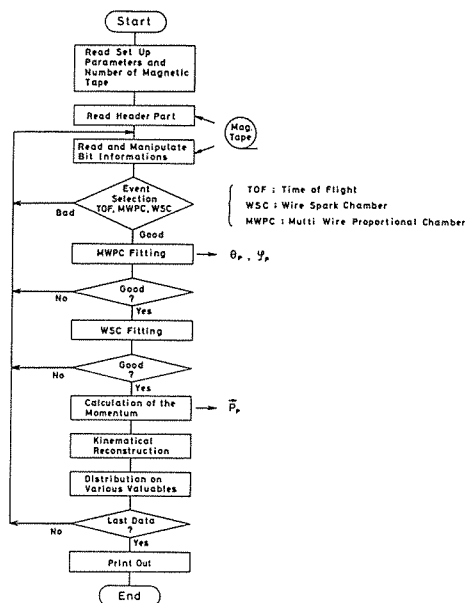 Start
Read Set Up
Parameters and
Number of Magnetic
Tape
Read Header Part
Mag.
Tape
Read and Manipulate
Bit Informations
Event
Selection
TOF, MWPC, WSC
Bad
Good
TOF : Time of Flight
WSC : Wire Spark Chamber
MWPC : Multi Wire Proportional Chamber
MWPC Fitting
θP , φP
Good
?
No
Yes
WSC Fitting
Good
?
No
Yes
Calculation of the
Momentum
P⃗P
Kinematical
Reconstruction
Distribution on
Various Valuables
Last Data
?
No
Yes
Print Out
End